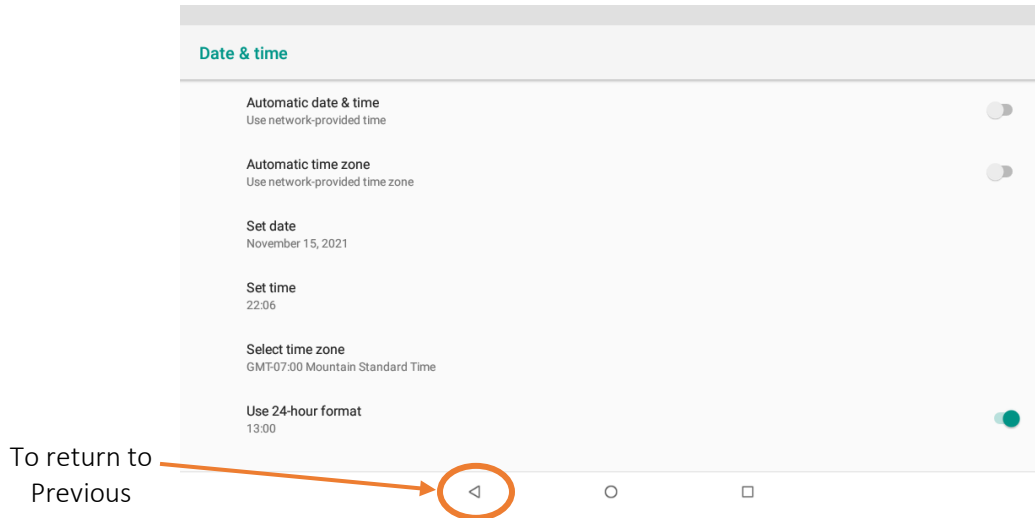 Date & time
Automatic date & time
Use network-provided time
Automatic time zone
Use network-provided time zone
Set date
November 15, 2021
Set time
22:06
Select time zone
GMT-07:00 Mountain Standard Time
Use 24-hour format
13:00
To return to
Previous